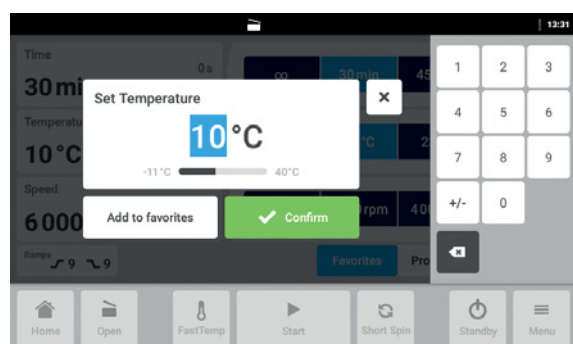 13:31
Time
0 s
30 mi
∞
30 min
45
Set Temperature
Temperatu
10 °C
10 °C
°C
2
-11 °C
40 °C
Speed
6 000
Add to favorites
Confirm
rpm
40
Ramps
9
9
Favorites
Pro
1 2 3
4 5 6
7 8 9
+/- 0
Home
Open
FastTemp
Start
Short Spin
Standby
Menu